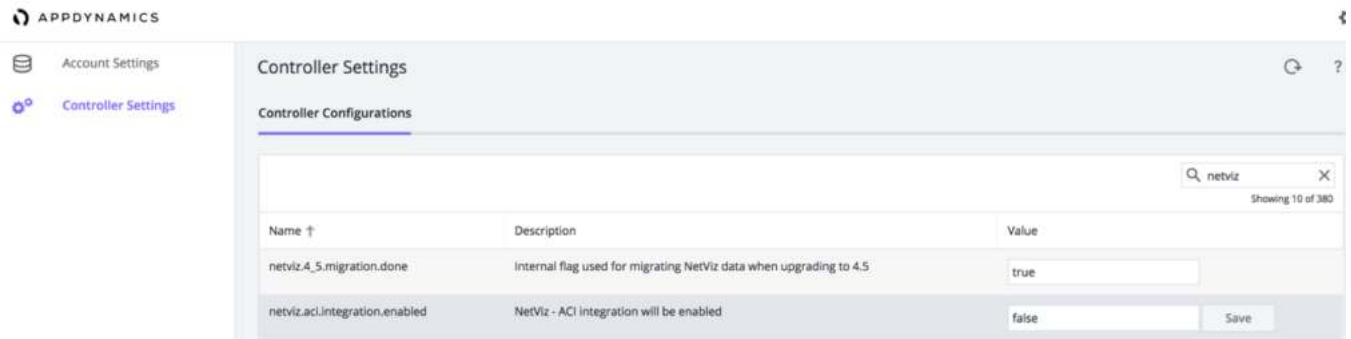 APPDYNAMICS
Account Settings
Controller Settings
Controller Settings
?
Controller Configurations
netviz
Showing 10 of 380
Name ↑ Description Value
netviz.4_5.migration.done Internal flag used for migrating NetViz data when upgrading to 4.5 true
netviz.aci.integration.enabled NetViz - ACI integration will be enabled false Save